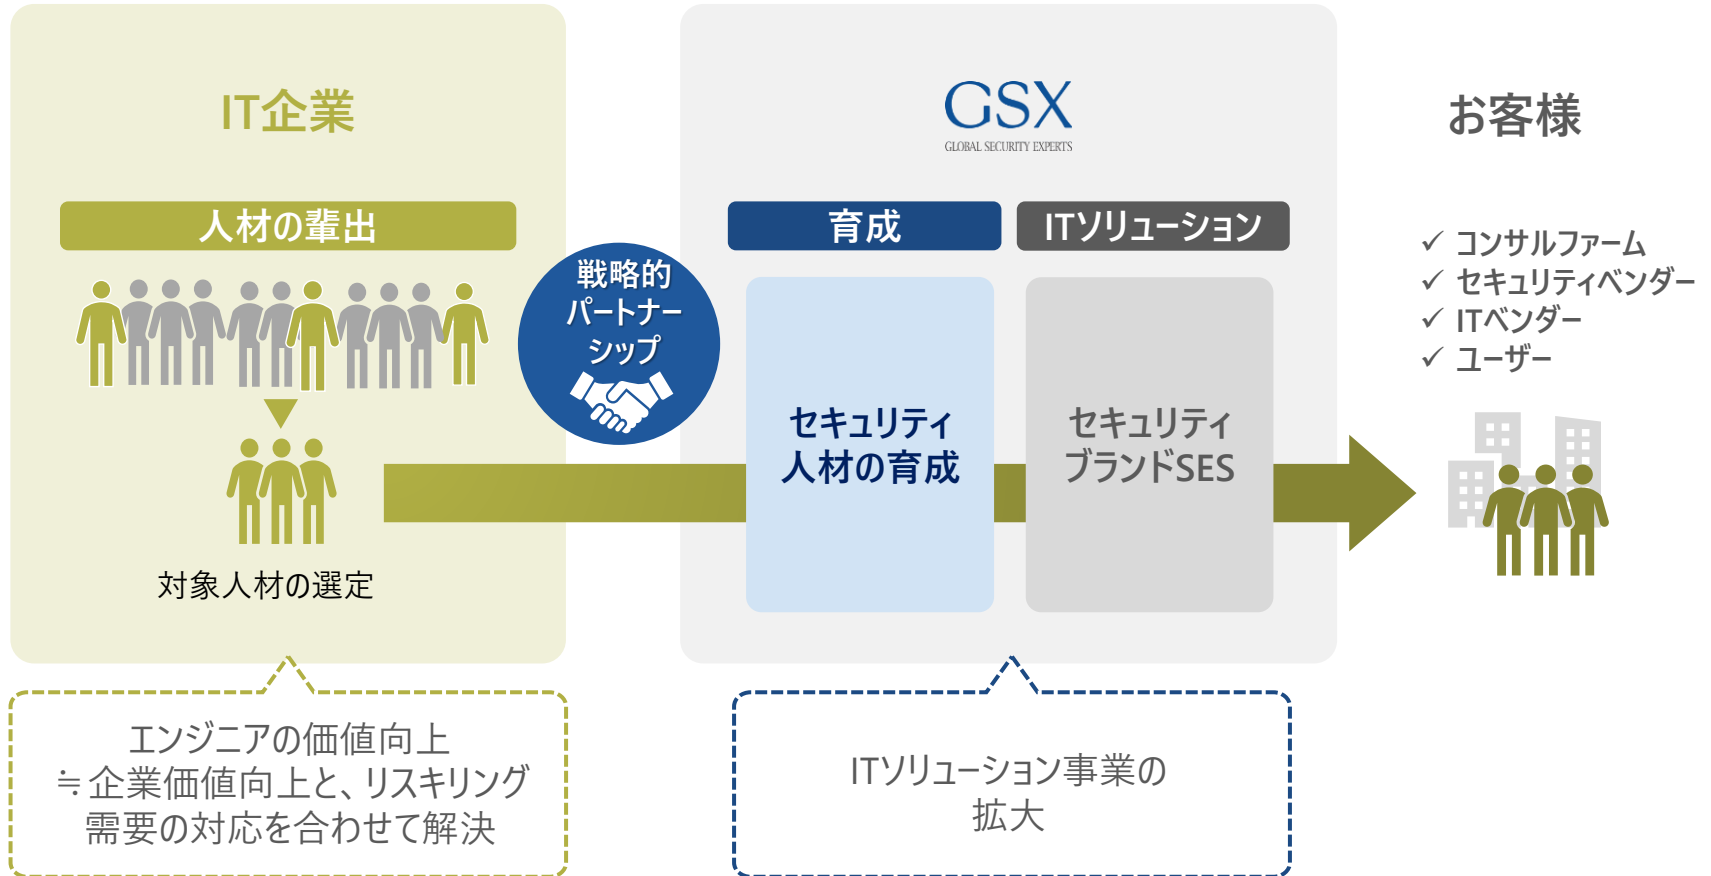 IT企業
人材の輩出
対象人材の選定
戦略的
パートナー
シップ
GSX
GLOBAL SECURITY EXPERTS
育成
ITソリューション
セキュリティ
人材の育成
セキュリティ
ブランドSES
お客様
✓ コンサルファーム
✓ セキュリティベンダー
✓ ITベンダー
✓ ユーザー
エンジニアの価値向上
≒企業価値向上と、リスキリング
需要の対応を合わせて解決
ITソリューション事業の
拡大